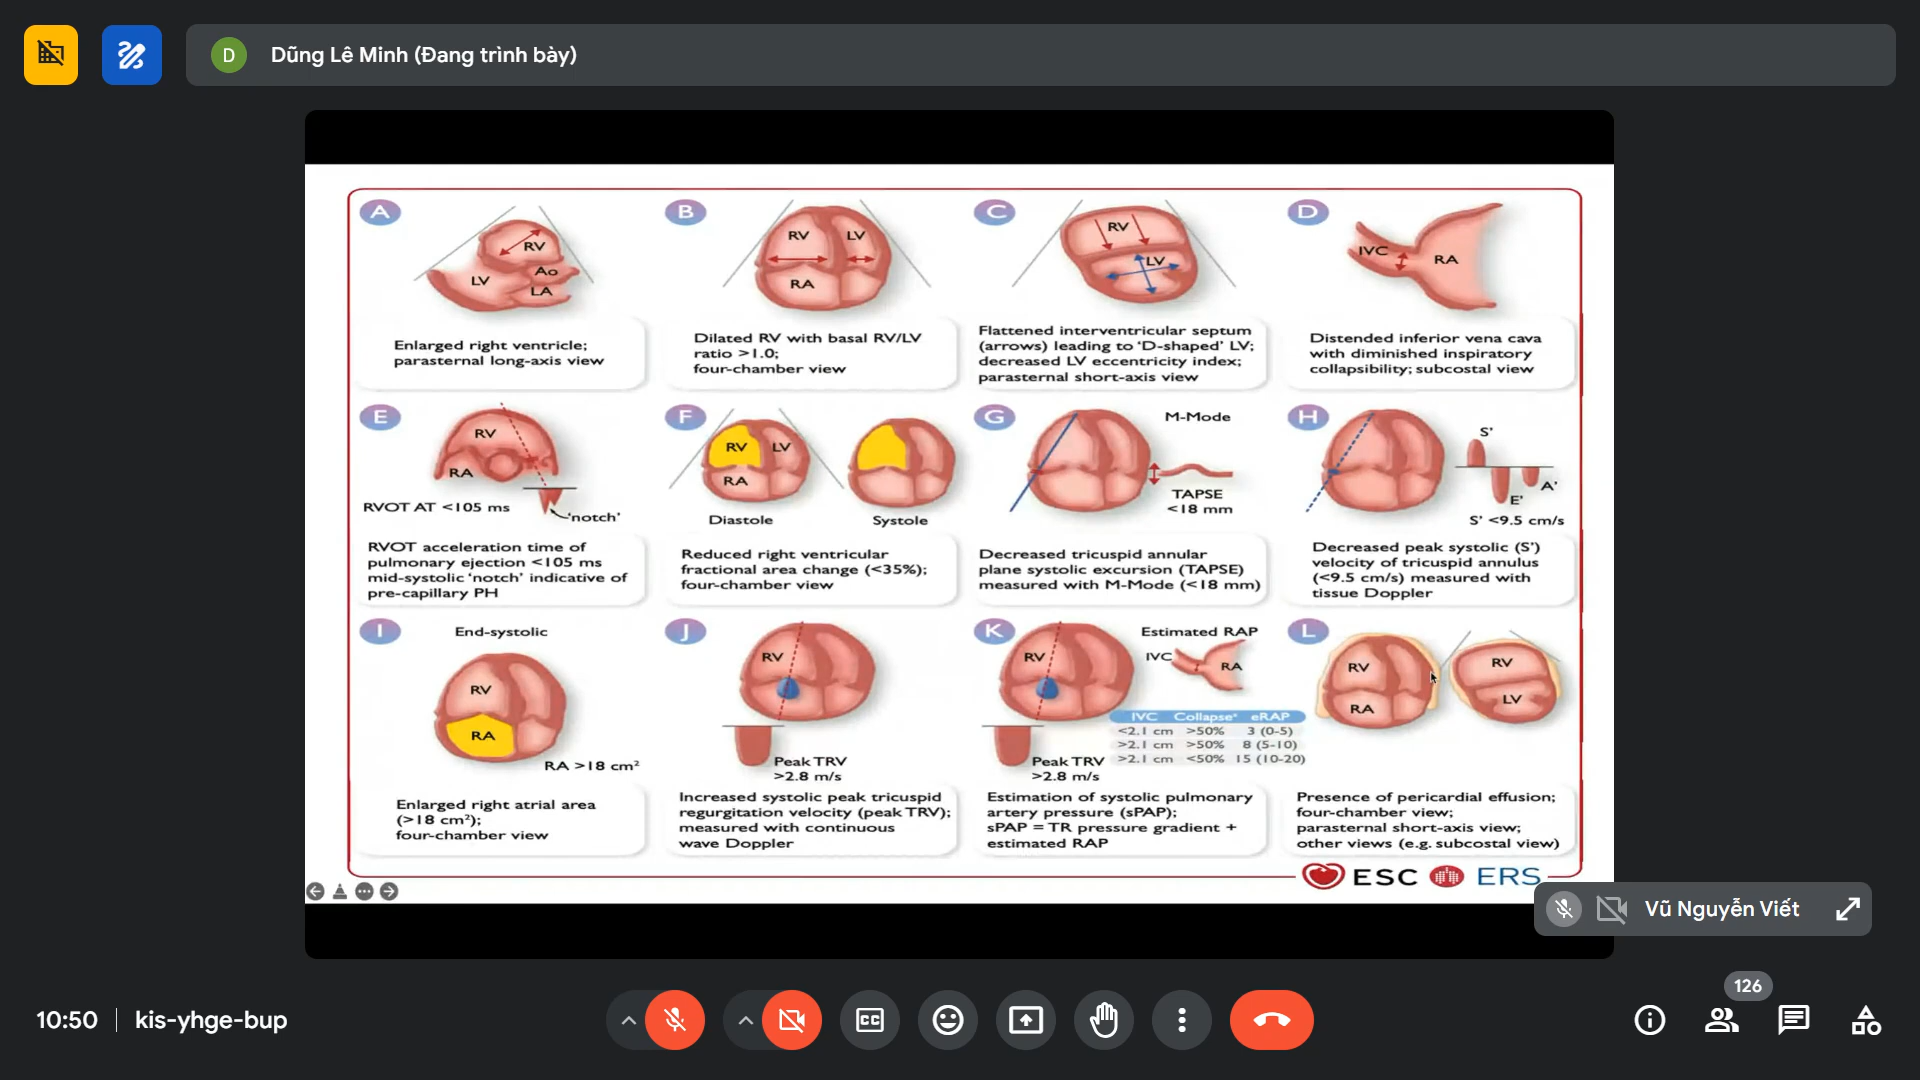 D
Dũng Lê Minh (Đang trình bày)
A
RV
Ao
LV
LA
Enlarged right ventricle;
parasternal long-axis view
B
RV
LV
RA
Dilated RV with basal RV/LV
ratio >1.0;
four-chamber view
C
RV
LV
Flattened interventricular septum
(arrows) leading to ‘D-shaped’ LV;
decreased LV eccentricity index;
parasternal short-axis view
D
IVC
RA
Distended inferior vena cava
with diminished inspiratory
collapsibility; subcostal view
E
RV
RA
RVOT AT <105 ms
‘notch’
RVOT acceleration time of
pulmonary ejection <105 ms
mid-systolic ‘notch’ indicative of
pre-capillary PH
F
RV
LV
RA
Diastole
Systole
Reduced right ventricular
fractional area change (<35%);
four-chamber view
G
M-Mode
TAPSE
<18 mm
Decreased tricuspid annular
plane systolic excursion (TAPSE)
measured with M-Mode (<18 mm)
H
S’
E’
A’
S’ <9.5 cm/s
Decreased peak systolic (S’)
velocity of tricuspid annulus
(<9.5 cm/s) measured with
tissue Doppler
I
End-systolic
RV
RA
RA >18 cm²
Enlarged right atrial area
(>18 cm²);
four-chamber view
J
RV
Peak TRV
>2.8 m/s
Increased systolic peak tricuspid
regurgitation velocity (peak TRV);
measured with continuous
wave Doppler
K
Estimated RAP
RV
IVC
RA
IVC Collapseᵃ eRAP
<2.1 cm >50% 3 (0-5)
>2.1 cm >50% 8 (5-10)
>2.1 cm <50% 15 (10-20)
Peak TRV
>2.8 m/s
Estimation of systolic pulmonary
artery pressure (sPAP);
sPAP = TR pressure gradient +
estimated RAP
L
RV
RA
RV
LV
Presence of pericardial effusion;
four-chamber view;
parasternal short-axis view;
other views (e.g. subcostal view)
ESC ERS
Vũ Nguyễn Viết
10:50 | kis-yhge-bup
CC
126